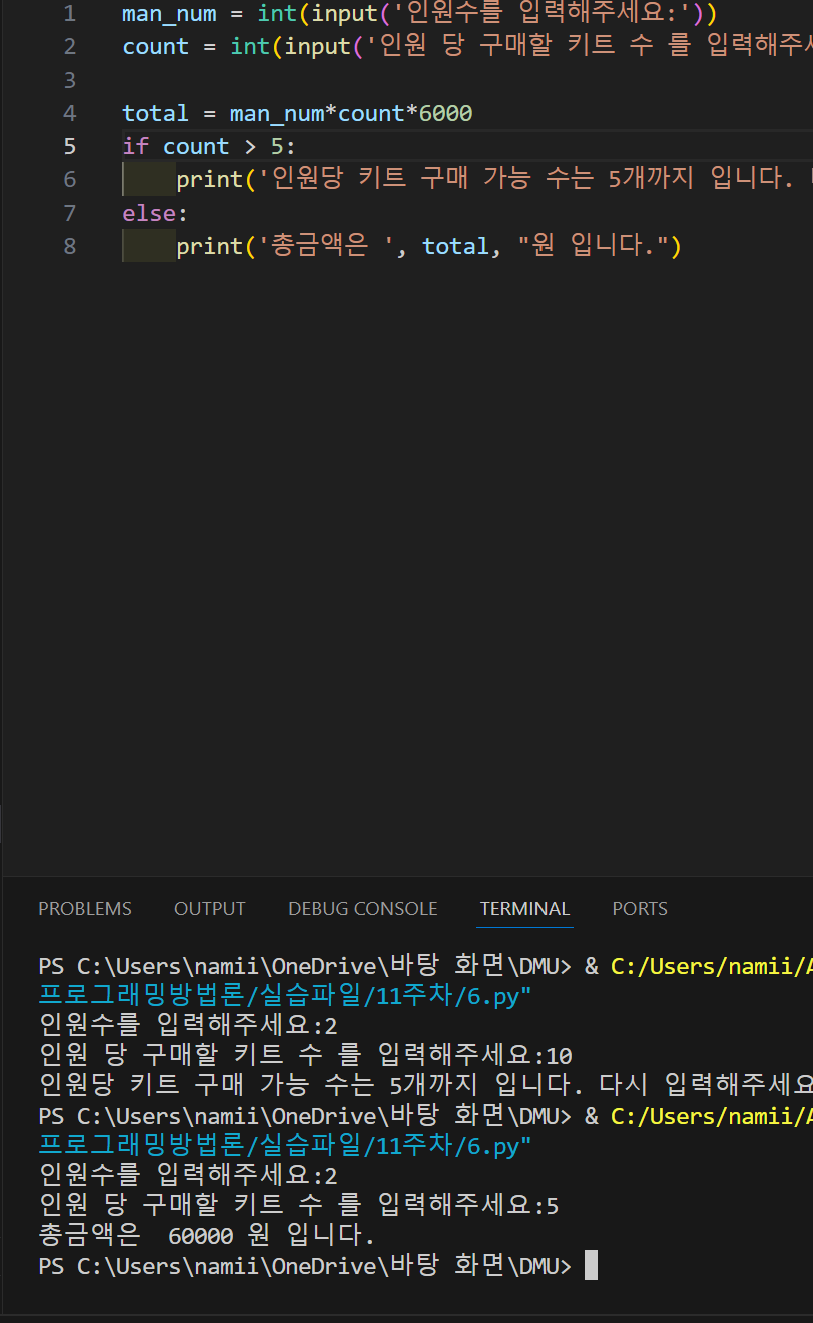 1 man_num = int(input('인원수를 입력해주세요:'))
2 count = int(input('인원 당 구매할 키트 수 를 입력해주
3
4 total = man_num*count*6000
5 if count > 5:
6 print('인원당 키트 구매 가능 수는 5개까지 입니다.
7 else:
8 print('총금액은 ', total, "원 입니다.")
PROBLEMS OUTPUT DEBUG CONSOLE TERMINAL PORTS
PS C:\Users\namii\OneDrive\바탕 화면\DMU> & C:/Users/namii/
프로그래밍방법론/실습파일/11주차/6.py"
인원수를 입력해주세요:2
인원 당 구매할 키트 수 를 입력해주세요:10
인원당 키트 구매 가능 수는 5개까지 입니다. 다시 입력해주세요
PS C:\Users\namii\OneDrive\바탕 화면\DMU> & C:/Users/namii/
프로그래밍방법론/실습파일/11주차/6.py"
인원수를 입력해주세요:2
인원 당 구매할 키트 수 를 입력해주세요:5
총금액은  60000 원 입니다.
PS C:\Users\namii\OneDrive\바탕 화면\DMU>